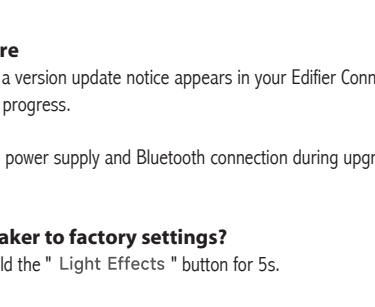 re
a version update notice appears in your Edifier Conn
progress.
power supply and Bluetooth connection during upgr
aker to factory settings?
ld the " Light Effects " button for 5s.